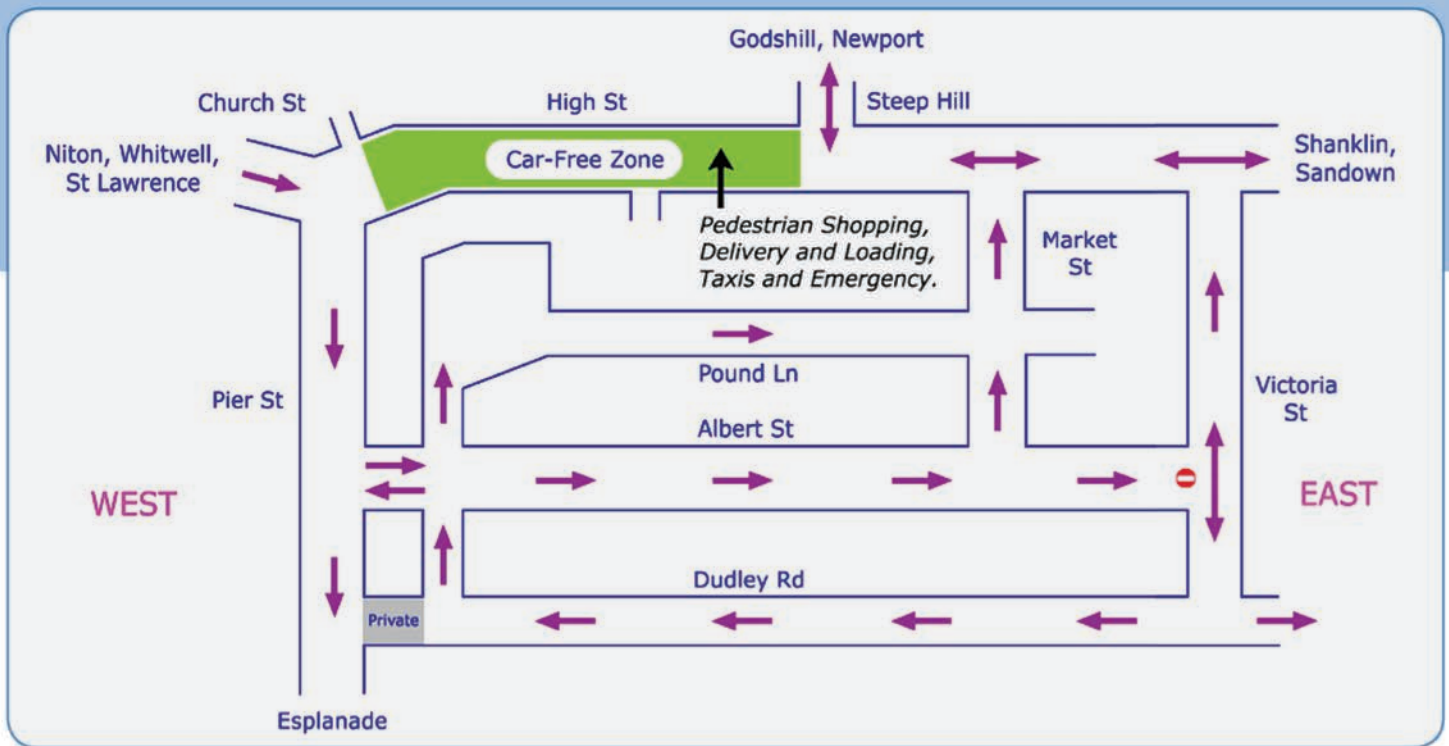 Godshill, Newport
Church St
High St
Steep Hill
Niton, Whitwell,
St Lawrence
Car-Free Zone
Shanklin,
Sandown
Pedestrian Shopping,
Delivery and Loading,
Taxis and Emergency.
Market
St
Pier St
Pound Ln
Victoria
St
Albert St
WEST
EAST
Dudley Rd
Private
Esplanade